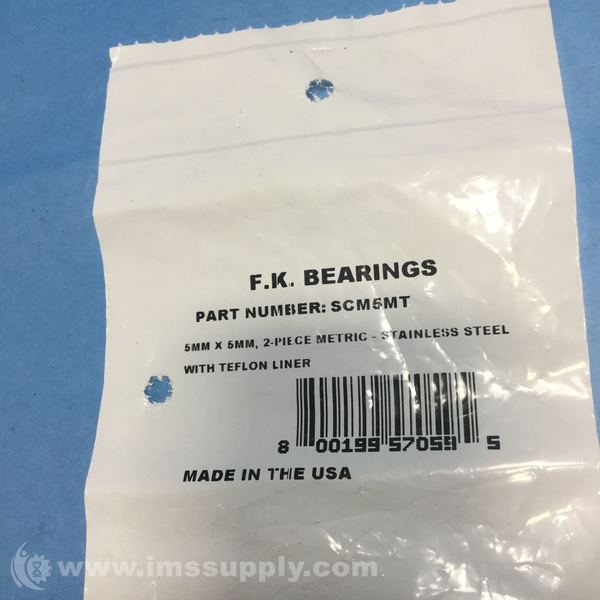 F.K. BEARINGS
PART NUMBER: SCM5MT
5MM X 5MM, 2-PIECE METRIC - STAINLESS STEEL
WITH TEFLON LINER
8 00199 57059 5
MADE IN THE USA
www.imssupply.com